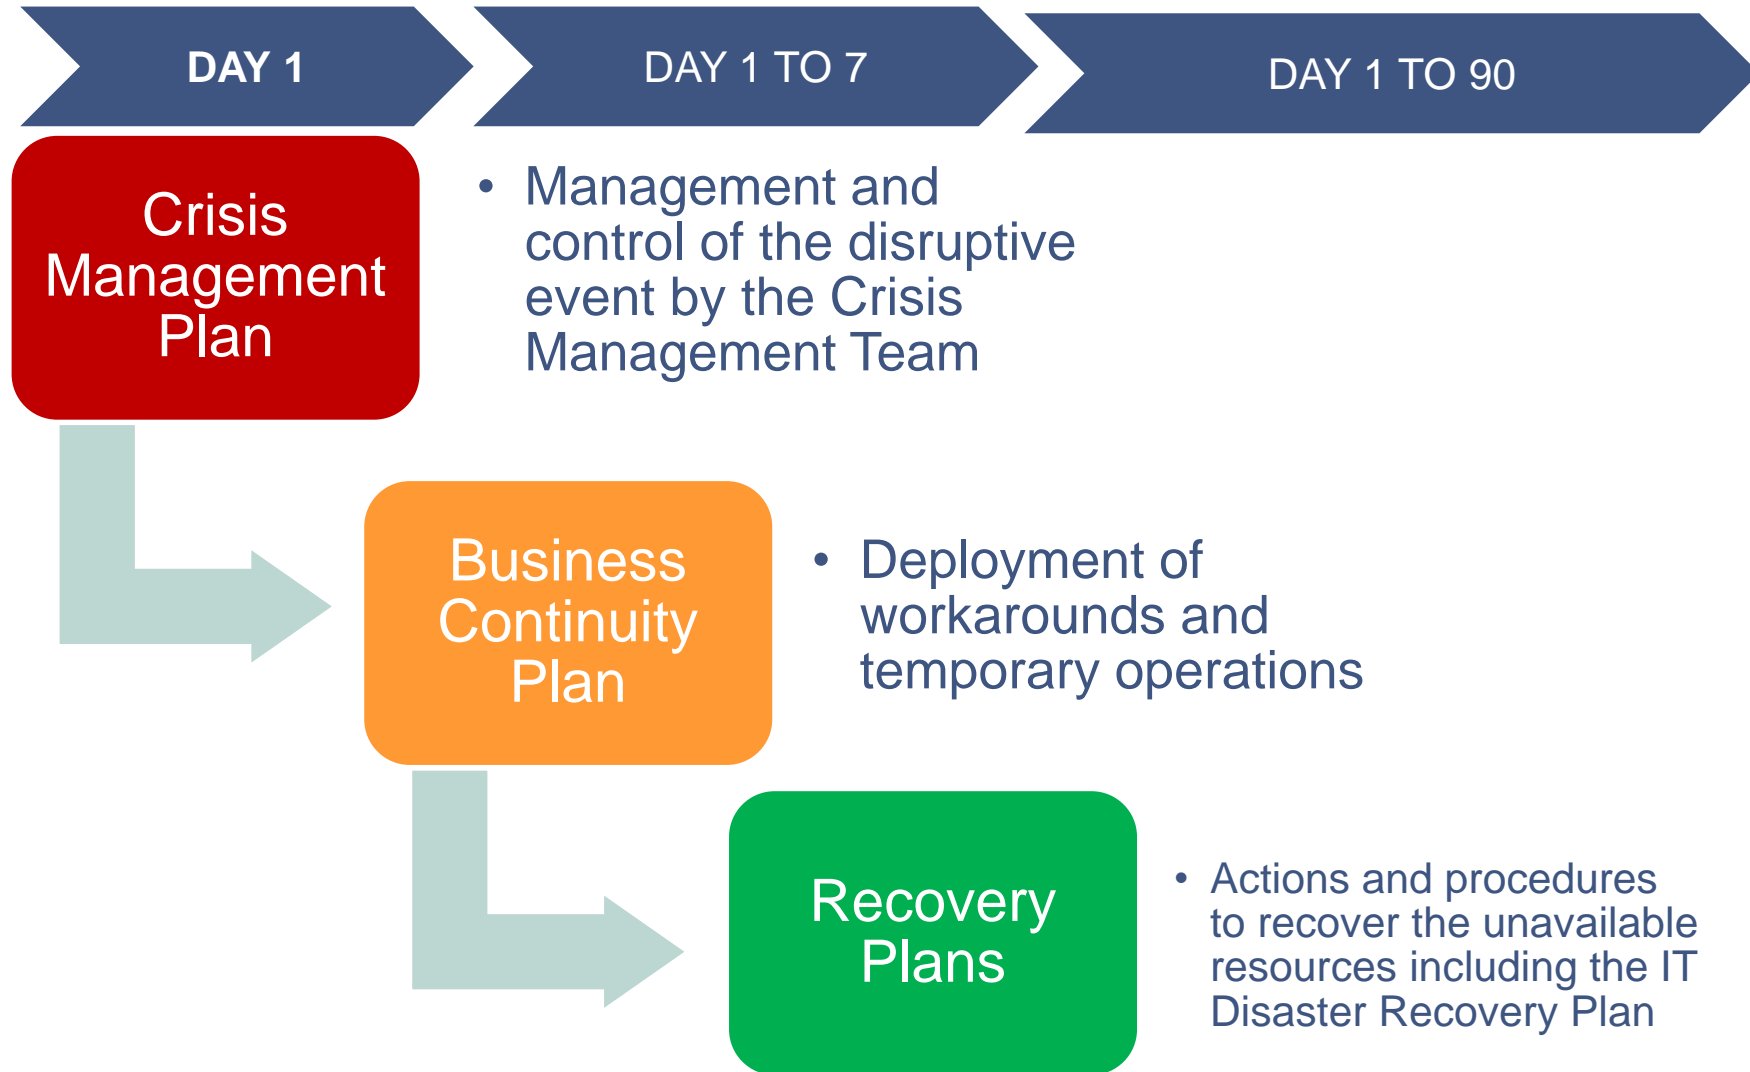 DAY 1
DAY 1 TO 7
DAY 1 TO 90
Crisis
Management
Plan
• Management and
control of the disruptive
event by the Crisis
Management Team
Business
Continuity
Plan
• Deployment of
workarounds and
temporary operations
Recovery
Plans
• Actions and procedures
to recover the unavailable
resources including the IT
Disaster Recovery Plan